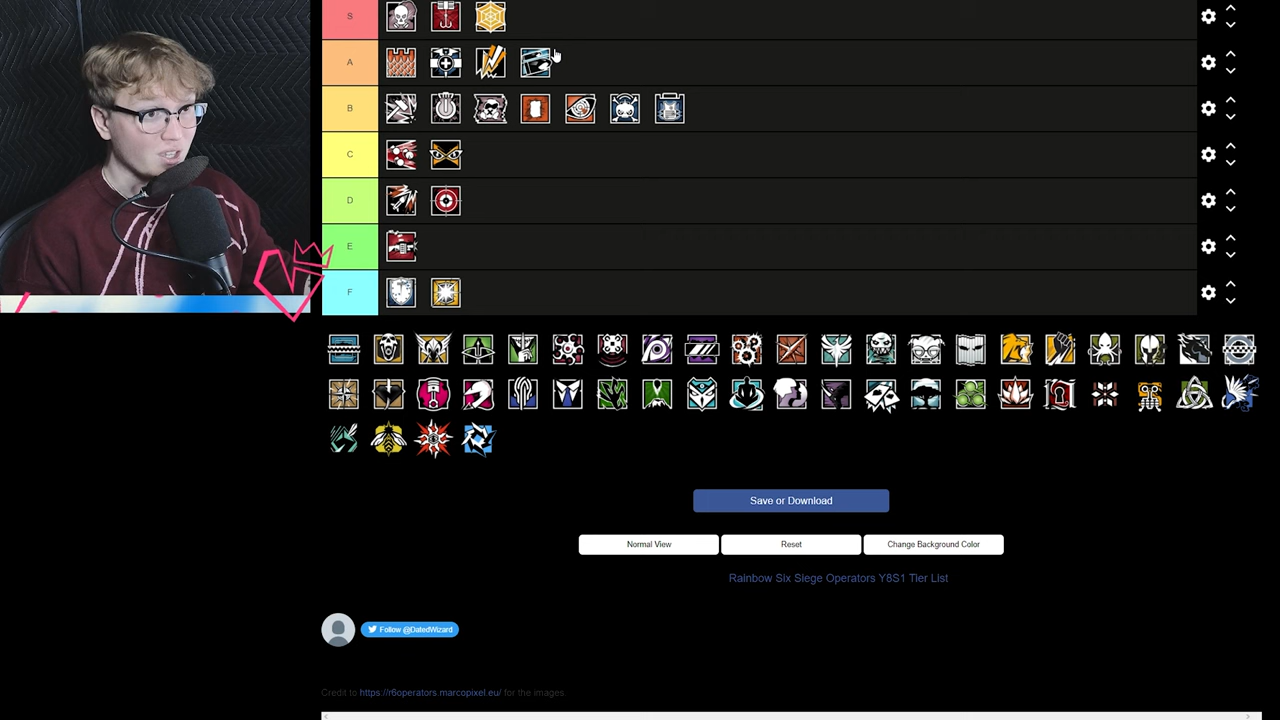 S
A
B
C
D
E
F
Save or Download
Normal View
Reset
Change Background Color
Rainbow Six Siege Operators Y8S1 Tier List
Follow @DatedWizard
Credit to https://r6operators.marcopixel.eu/ for the images.